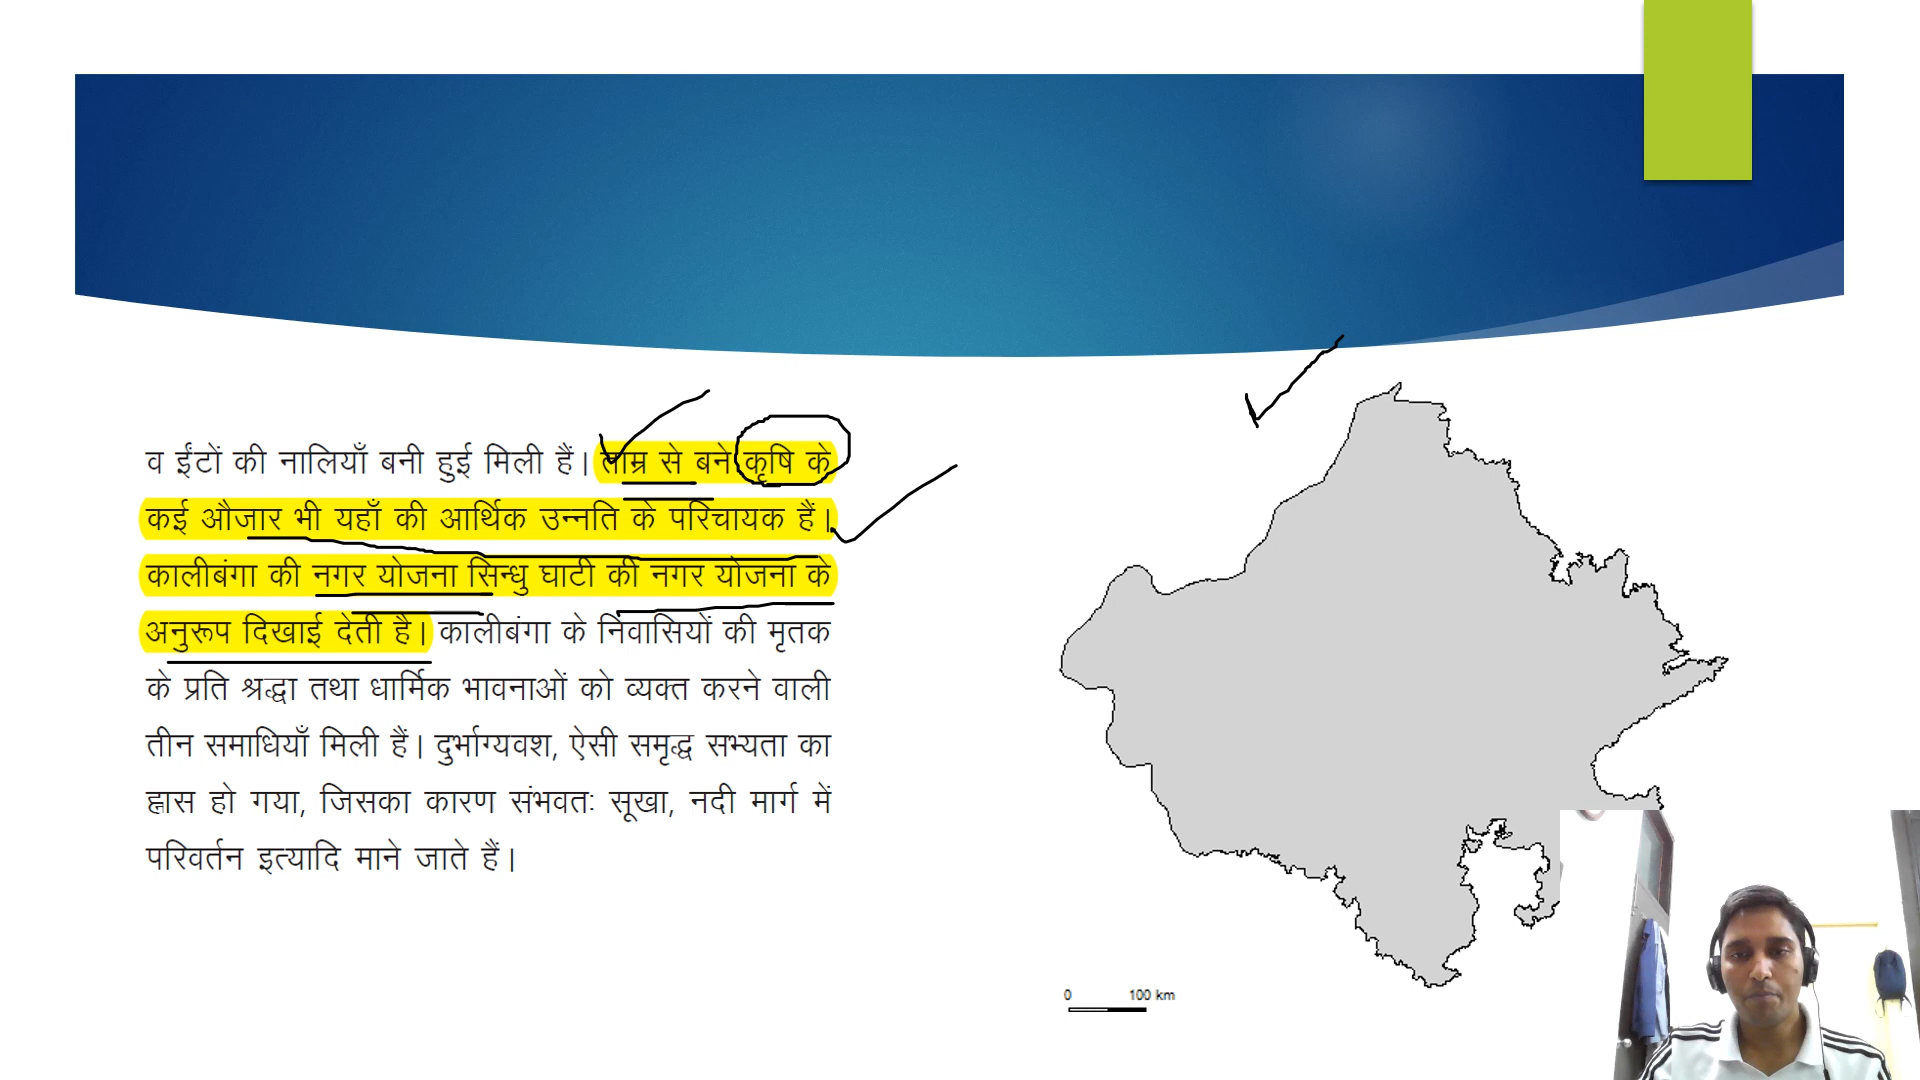 व ईंटों की नालियाँ बनी हुई मिली हैं। ताम्र से बने कृषि के
कई औजार भी यहाँ की आर्थिक उन्नति के परिचायक हैं।
कालीबंगा की नगर योजना सिन्धु घाटी की नगर योजना के
अनुरूप दिखाई देती है। कालीबंगा के निवासियों की मृतक
के प्रति श्रद्धा तथा धार्मिक भावनाओं को व्यक्त करने वाली
तीन समाधियाँ मिली हैं। दुर्भाग्यवश, ऐसी समृद्ध सभ्यता का
ह्रास हो गया, जिसका कारण संभवतः सूखा, नदी मार्ग में
परिवर्तन इत्यादि माने जाते हैं।
0 100 km